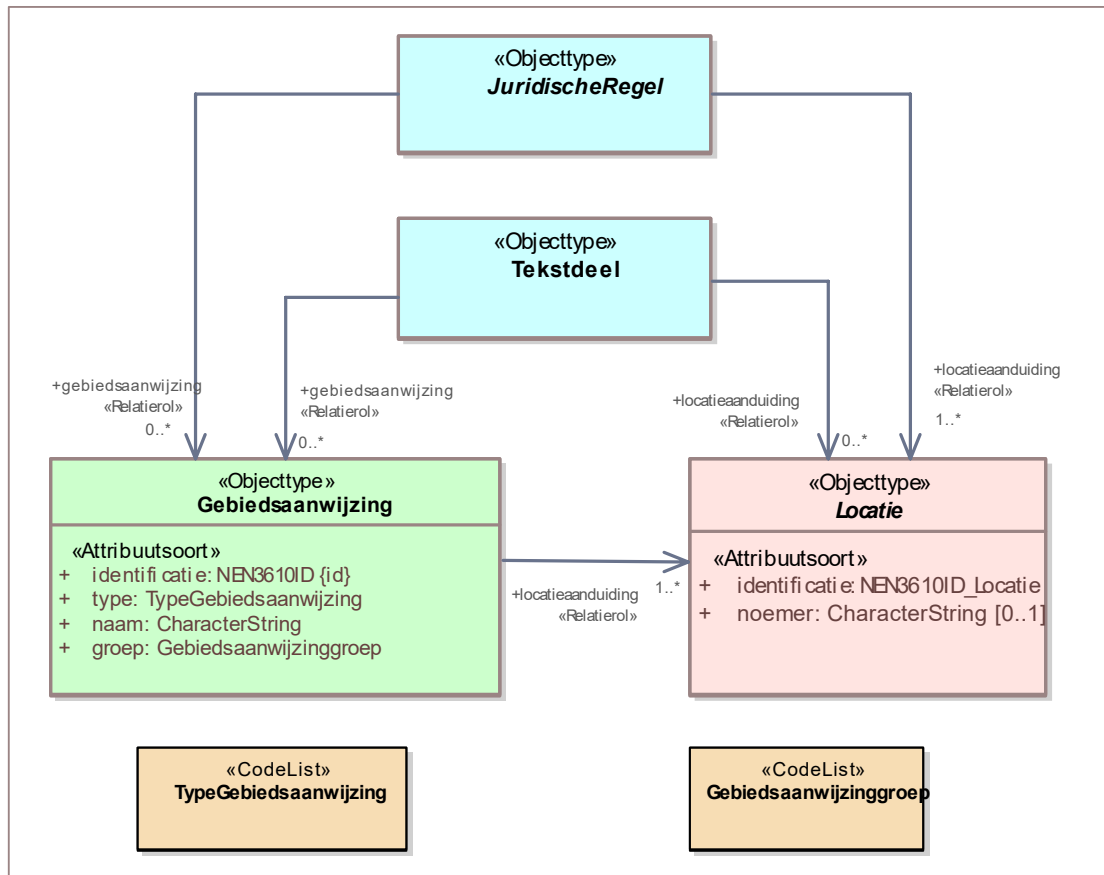 «Objecttype»
JuridischeRegel
«Objecttype»
Tekstdeel
+gebiedsaanwijzing
«Relatierol»
0..*
+gebiedsaanwijzing
«Relatierol»
0..*
+locatieaanduiding
«Relatierol»
0..*
+locatieaanduiding
«Relatierol»
1..*
«Objecttype»
Gebiedsaanwijzing
«Attribuutsoort»
+ identificatie: NEN3610ID {id}
+ type: TypeGebiedsaanwijzing
+ naam: CharacterString
+ groep: Gebiedsaanwijzinggroep
+locatieaanduiding
«Relatierol»
1..*
«Objecttype»
Locatie
«Attribuutsoort»
+ identificatie: NEN3610ID_Locatie
+ noemer: CharacterString [0..1]
«CodeList»
TypeGebiedsaanwijzing
«CodeList»
Gebiedsaanwijzinggroep